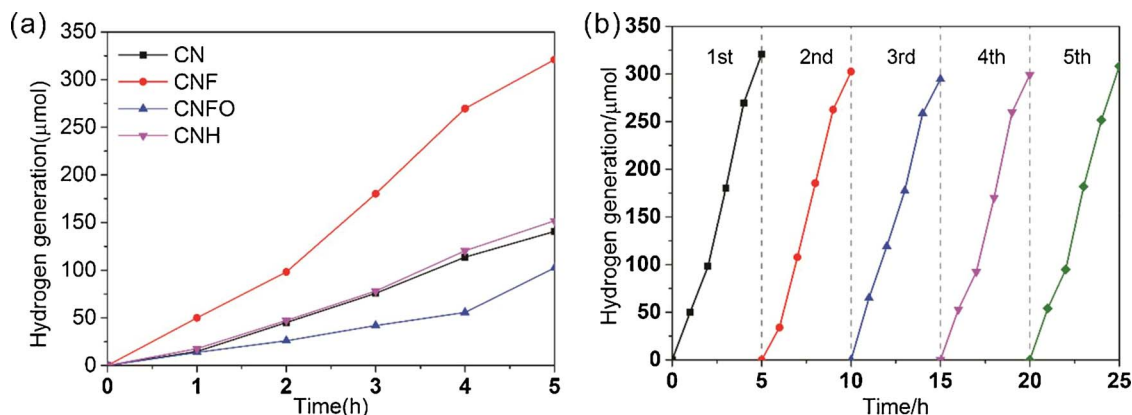 (a)
Hydrogen generation(μmol)
350
300
250
200
150
100
50
0
CN
CNF
CNFO
CNH
0 1 2 3 4 5
Time(h)
(b)
Hydrogen generation/μmol
350
300
250
200
150
100
50
0
1st 2nd 3rd 4th 5th
0 5 10 15 20 25
Time/h